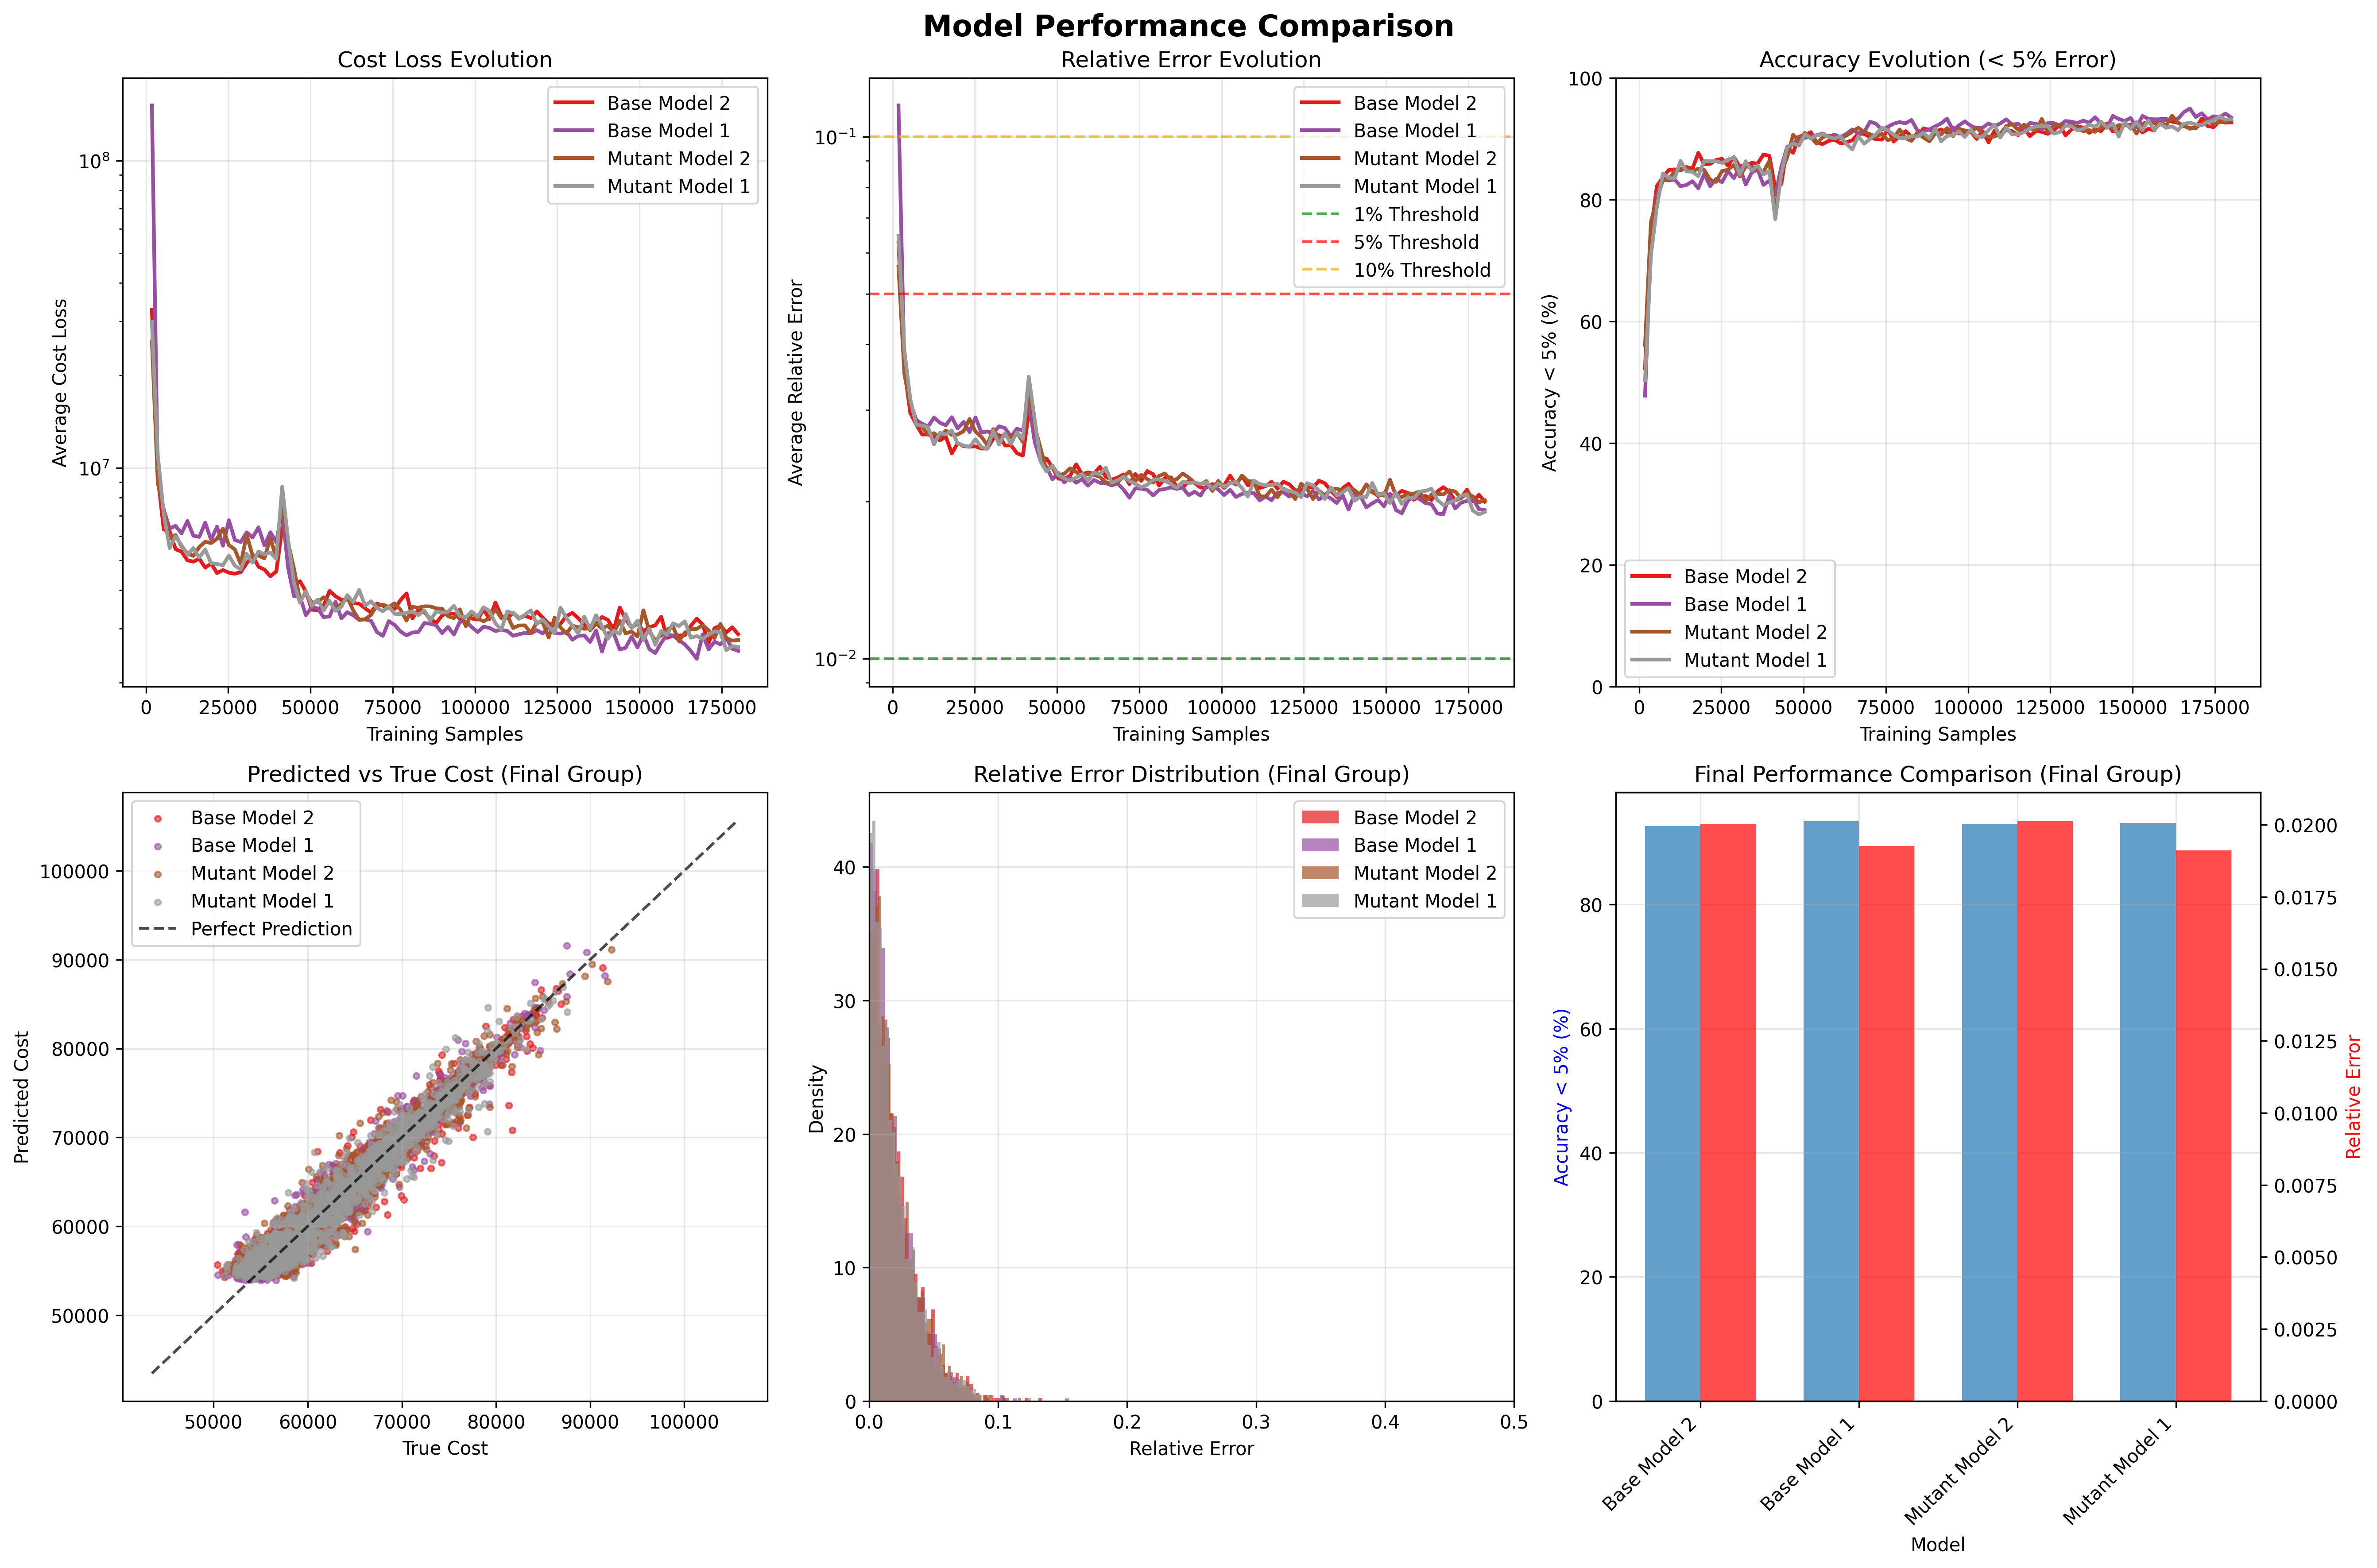 Model Performance Comparison
Cost Loss Evolution
Average Cost Loss
10^8
10^7
0 25000 50000 75000 100000 125000 150000 175000
Training Samples
Base Model 2
Base Model 1
Mutant Model 2
Mutant Model 1
Relative Error Evolution
Average Relative Error
10^-1
10^-2
0 25000 50000 75000 100000 125000 150000 175000
Training Samples
Base Model 2
Base Model 1
Mutant Model 2
Mutant Model 1
1% Threshold
5% Threshold
10% Threshold
Accuracy Evolution (< 5% Error)
Accuracy < 5% (%)
100
80
60
40
20
0
0 25000 50000 75000 100000 125000 150000 175000
Training Samples
Base Model 2
Base Model 1
Mutant Model 2
Mutant Model 1
Predicted vs True Cost (Final Group)
Predicted Cost
100000
90000
80000
70000
60000
50000
50000 60000 70000 80000 90000 100000
True Cost
Base Model 2
Base Model 1
Mutant Model 2
Mutant Model 1
Perfect Prediction
Relative Error Distribution (Final Group)
Density
40
30
20
10
0
0.0 0.1 0.2 0.3 0.4 0.5
Relative Error
Base Model 2
Base Model 1
Mutant Model 2
Mutant Model 1
Final Performance Comparison (Final Group)
Accuracy < 5% (%)
80
60
40
20
0
0.0200
0.0175
0.0150
0.0125
0.0100
0.0075
0.0050
0.0025
0.0000
Relative Error
Base Model 2
Base Model 1
Mutant Model 2
Mutant Model 1
Model